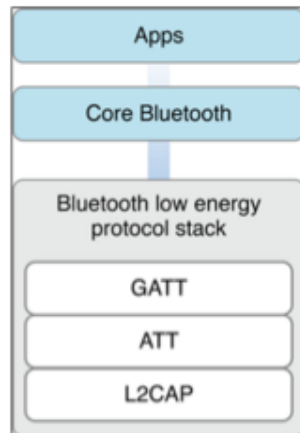 Apps
Core Bluetooth
Bluetooth low energy
protocol stack
GATT
ATT
L2CAP